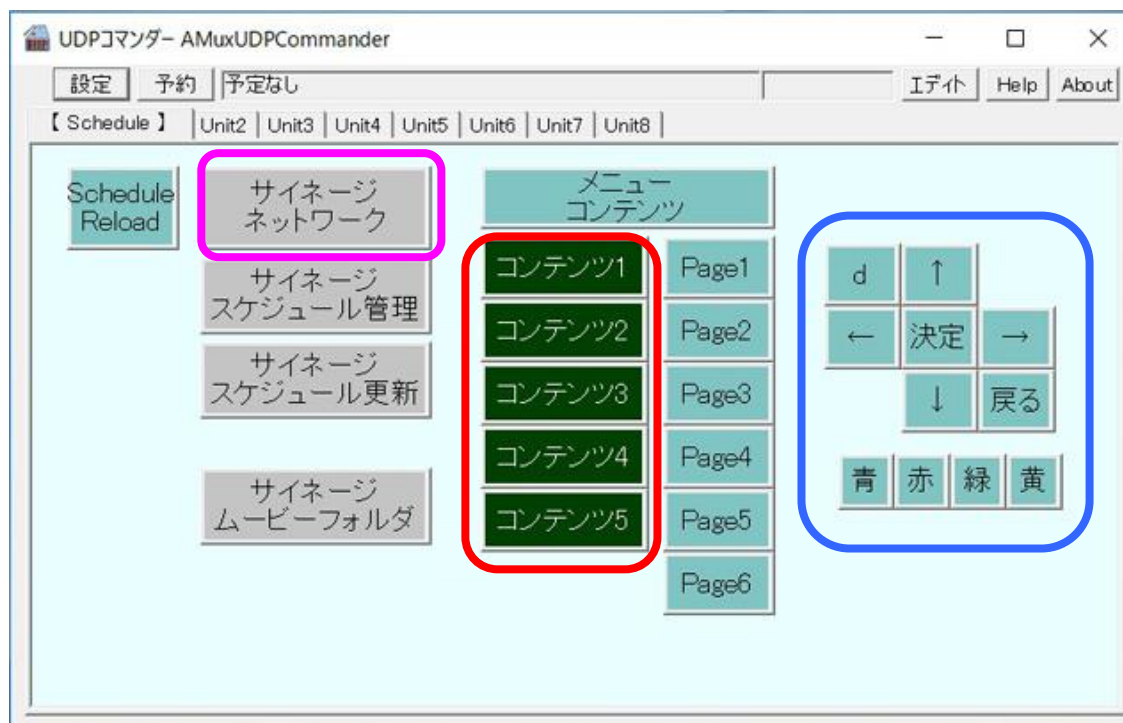 UDPコマンダー AMuxUDPCommander
設定 予約 予定なし エディト Help About
【 Schedule 】 Unit2 Unit3 Unit4 Unit5 Unit6 Unit7 Unit8
Schedule
Reload
サイネージ
ネットワーク
サイネージ
スケジュール管理
サイネージ
スケジュール更新
サイネージ
ムービーフォルダ
メニュー
コンテンツ
コンテンツ1 Page1
コンテンツ2 Page2
コンテンツ3 Page3
コンテンツ4 Page4
コンテンツ5 Page5
Page6
d ↑
← 決定 →
↓ 戻る
青 赤 緑 黄